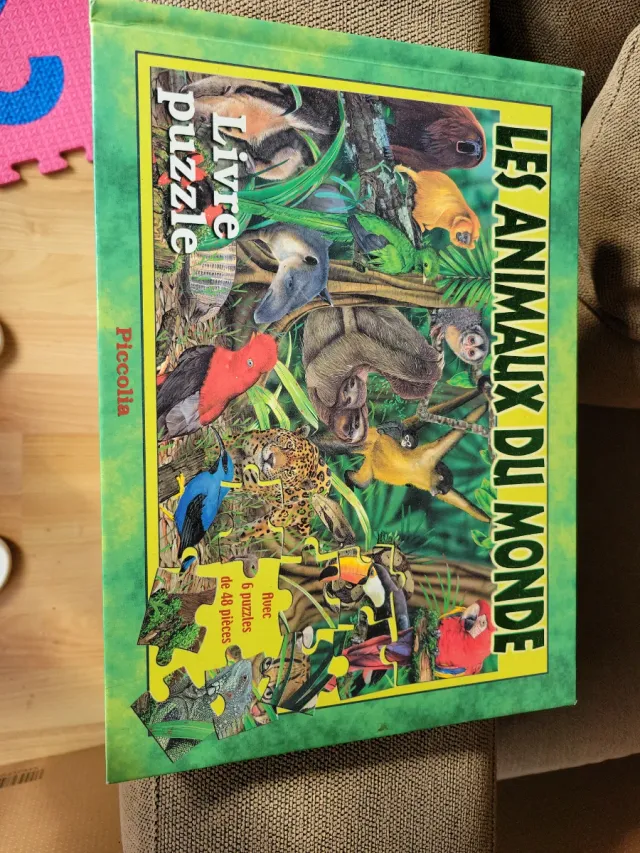 LES ANIMAUX DU MONDE
Livre
puzzle
Avec
6 puzzles
de 48 pièces
Piccolia